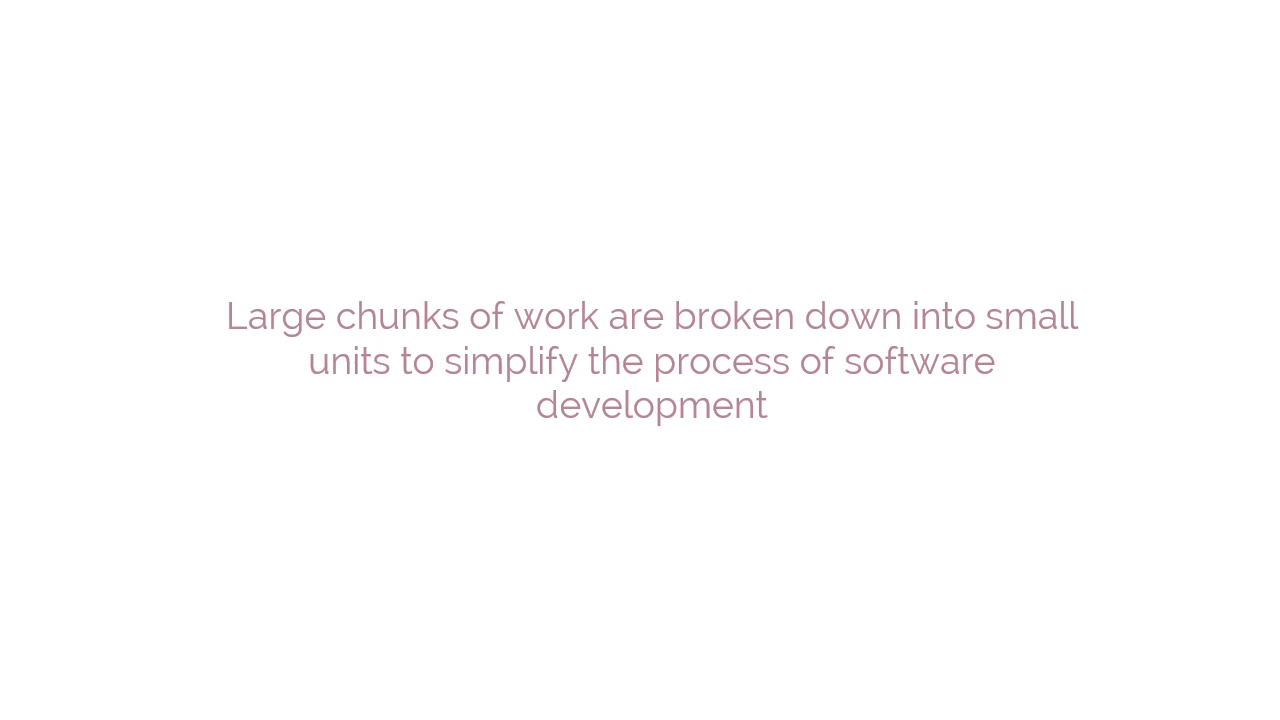 Large chunks of work are broken down into small
units to simplify the process of software
development